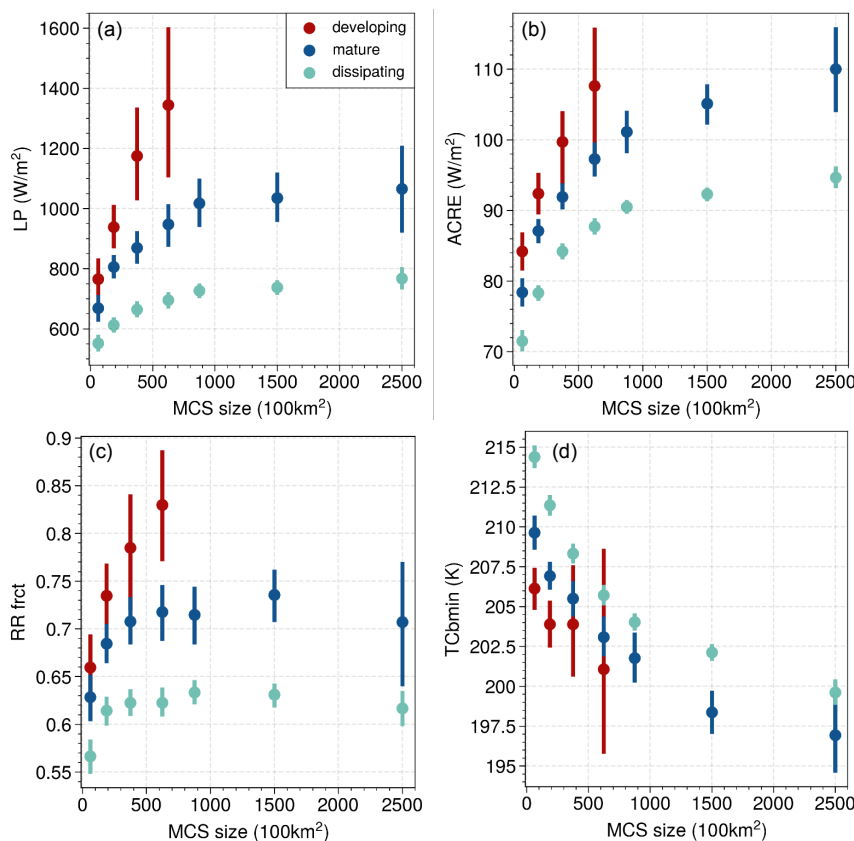 (a)
developing
mature
dissipating
1600
1400
1200
1000
800
600
LP (W/m²)
0 500 1000 1500 2000 2500
MCS size (100km²)
(b)
110
100
90
80
70
ACRE (W/m²)
0 500 1000 1500 2000 2500
MCS size (100km²)
(c)
0.9
0.85
0.8
0.75
0.7
0.65
0.6
0.55
RR frct
0 500 1000 1500 2000 2500
MCS size (100km²)
(d)
215
212.5
210
207.5
205
202.5
200
197.5
195
TCbmin (K)
0 500 1000 1500 2000 2500
MCS size (100km²)